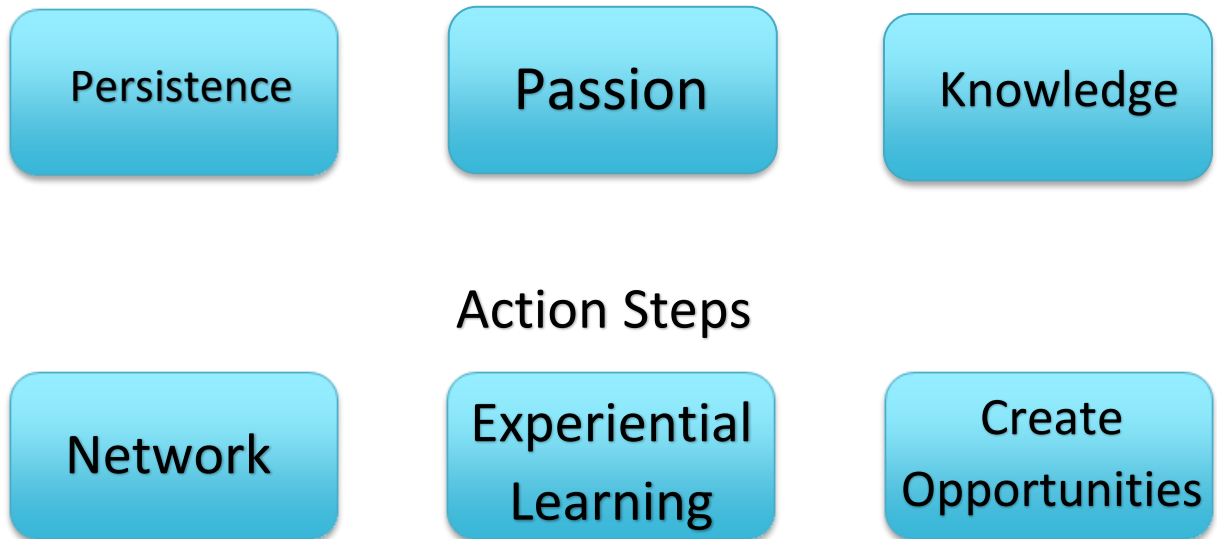 Persistence
Passion
Knowledge
Action Steps
Network
Experiential
Learning
Create
Opportunities